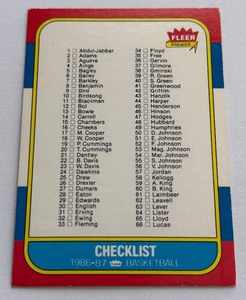 FLEER
PREMIER
1 Abdul-Jabbar
2 Adams
3 Aguirre
4 Ainge
5 Bagley
6 Bailey
7 Barkley
8 Benjamin
9 Bird
10 Birdsong
11 Blackman
12 Bol
13 Bowie
14 Carroll
15 Chambers
16 Cheeks
17 M. Cooper
18 W. Cooper
19 P. Cummings
20 T. Cummings
21 Dantley
22 B. Davis
23 W. Davis
24 Dawkins
25 Drew
26 Drexler
27 Dumars
28 Eaton
29 Edwards
30 English
31 Erving
32 Ewing
33 Fleming
34 Floyd
35 Free
36 Gervin
37 Gilmore
38 Gminski
39 R. Green
40 S. Green
41 Greenwood
42 Griffith
43 Hanzlik
44 Harper
45 Henderson
46 Hinson
47 Howard
48 Hubbard
49 Humphries
50 D. Johnson
51 E. Johnson
52 E. Johnson
53 Mag. Johnson
54 Mar. Johnson
55 S. Johnson
56 V. Johnson
57 Jordan
58 Kellogg
59 A. King
60 B. King
61 Laimbeer
62 Leavell
63 Lever
64 Lister
65 Lloyd
66 Lucas
CHECKLIST
1986-87 BASKETBALL